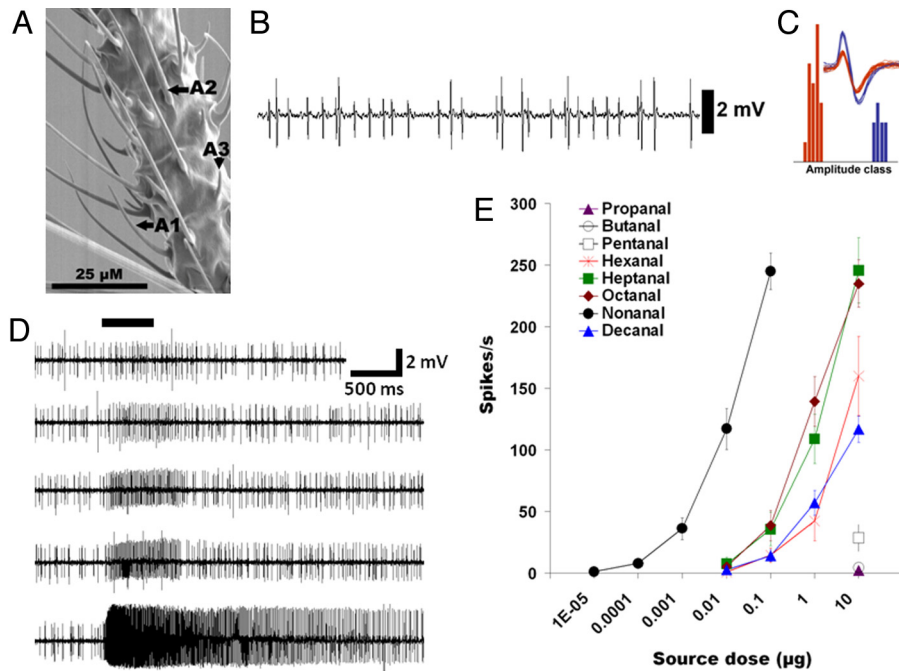 A
A2
A3
A1
25 µM
B
2 mV
C
Amplitude class
D
2 mV
500 ms
E
Propanal
Butanal
Pentanal
Hexanal
Heptanal
Octanal
Nonanal
Decanal
Spikes/s
300
250
200
150
100
50
0
1E-05
0.0001
0.001
0.01
0.1
1
10
Source dose (µg)